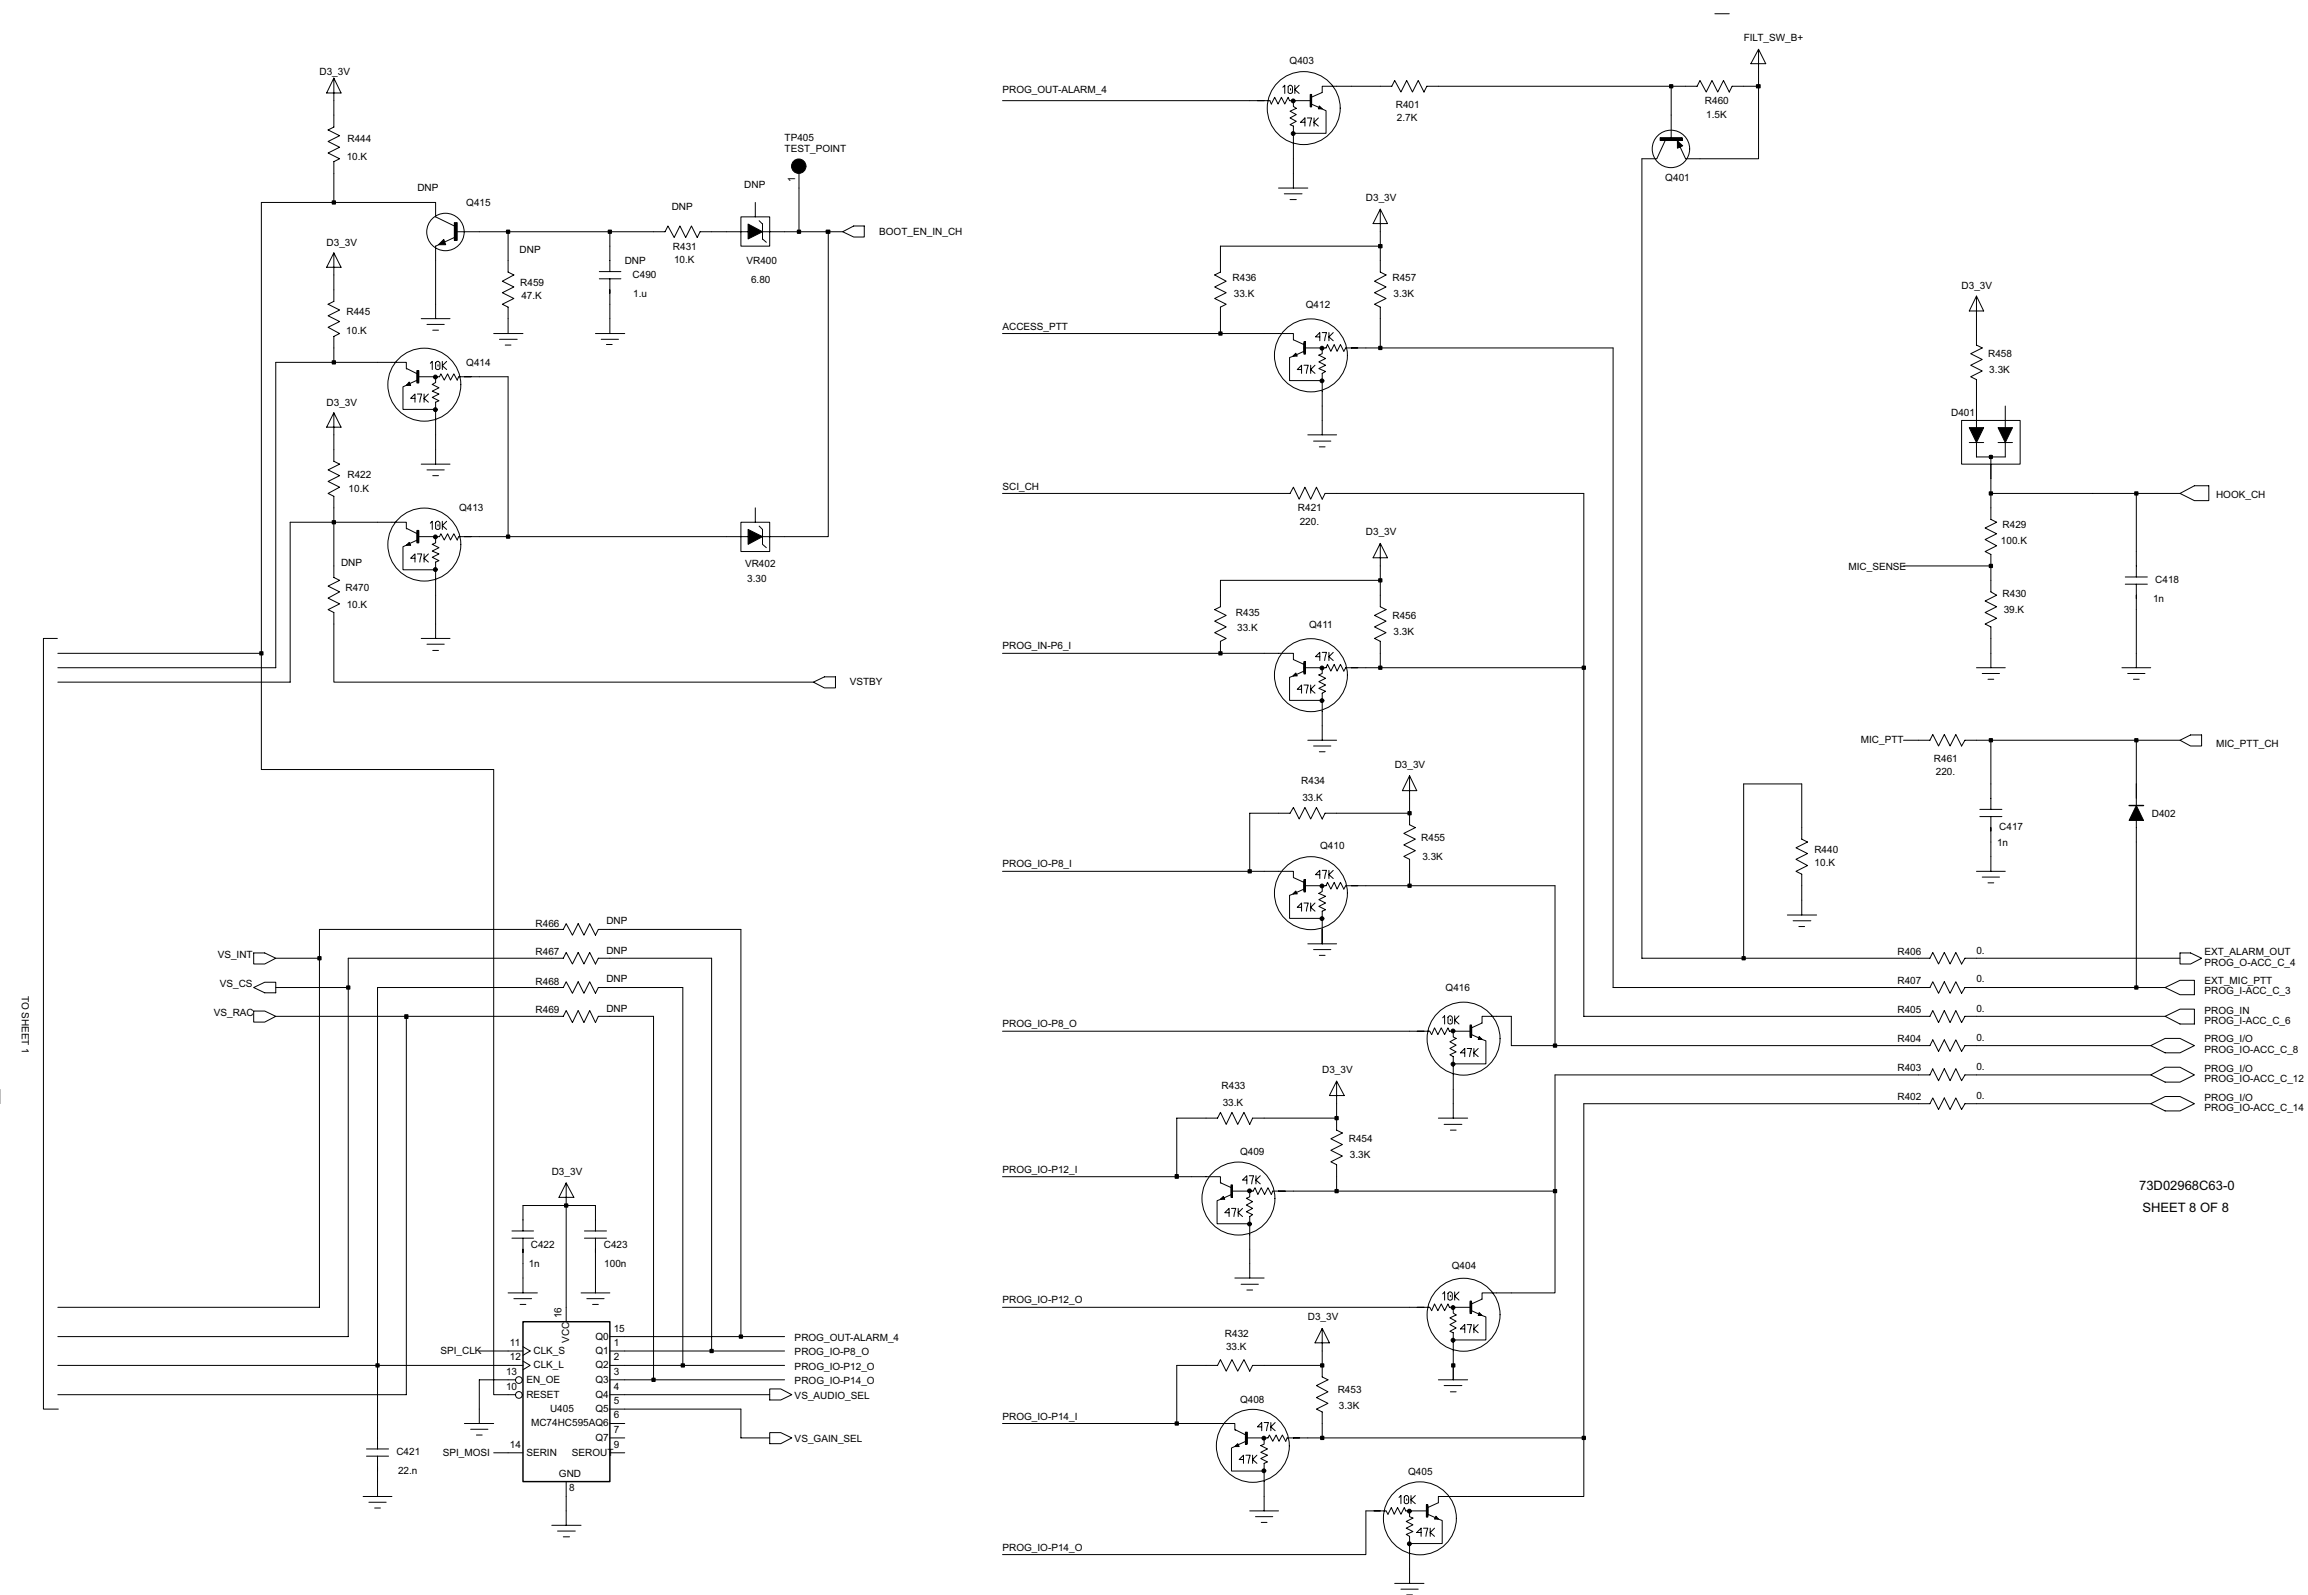 D3_3V
R444
10.K
DNP
Q415
D3_3V
R445
10.K
Q414
10K
47K
D3_3V
R422
10.K
Q413
10K
47K
DNP
R470
10.K
DNP
R459
47.K
DNP
C490
1.u
DNP
R431
10.K
DNP
VR400
6.80
TP405
TEST_POINT
1
BOOT_EN_IN_CH
VR402
3.30
VSTBY
TO SHEET 1
VS_INT
VS_CS
VS_RAC
R466
DNP
R467
DNP
R468
DNP
R469
DNP
D3_3V
C422
1n
C423
100n
16
VCC
SPI_CLK
11
CLK_S
12
CLK_L
13
EN_OE
10
RESET
U405
MC74HC595A
SPI_MOSI
14
SERIN
GND
8
Q0
15
Q1
1
Q2
2
Q3
3
Q4
4
Q5
5
Q6
6
Q7
7
SEROUT
9
PROG_OUT-ALARM_4
PROG_IO-P8_O
PROG_IO-P12_O
PROG_IO-P14_O
VS_AUDIO_SEL
VS_GAIN_SEL
C421
22.n
PROG_OUT-ALARM_4
Q403
10K
47K
R401
2.7K
R460
1.5K
FILT_SW_B+
Q401
D3_3V
R436
33.K
R457
3.3K
ACCESS_PTT
Q412
47K
47K
SCI_CH
R421
220.
D3_3V
R435
33.K
R456
3.3K
PROG_IN-P6_I
Q411
47K
47K
R434
33.K
D3_3V
R455
3.3K
PROG_IO-P8_I
Q410
47K
47K
PROG_IO-P8_O
Q416
10K
47K
R433
33.K
D3_3V
R454
3.3K
PROG_IO-P12_I
Q409
47K
47K
PROG_IO-P12_O
Q404
10K
47K
R432
33.K
D3_3V
R453
3.3K
PROG_IO-P14_I
Q408
47K
47K
PROG_IO-P14_O
Q405
10K
47K
D3_3V
R458
3.3K
D401
HOOK_CH
R429
100.K
MIC_SENSE
R430
39.K
C418
1n
MIC_PTT
R461
220.
MIC_PTT_CH
C417
1n
D402
R440
10.K
R406
0.
EXT_ALARM_OUT
PROG_O-ACC_C_4
R407
0.
EXT_MIC_PTT
PROG_I-ACC_C_3
R405
0.
PROG_IN
PROG_I-ACC_C_6
R404
0.
PROG_I/O
PROG_IO-ACC_C_8
R403
0.
PROG_I/O
PROG_IO-ACC_C_12
R402
0.
PROG_I/O
PROG_IO-ACC_C_14
73D02968C63-0
SHEET 8 OF 8